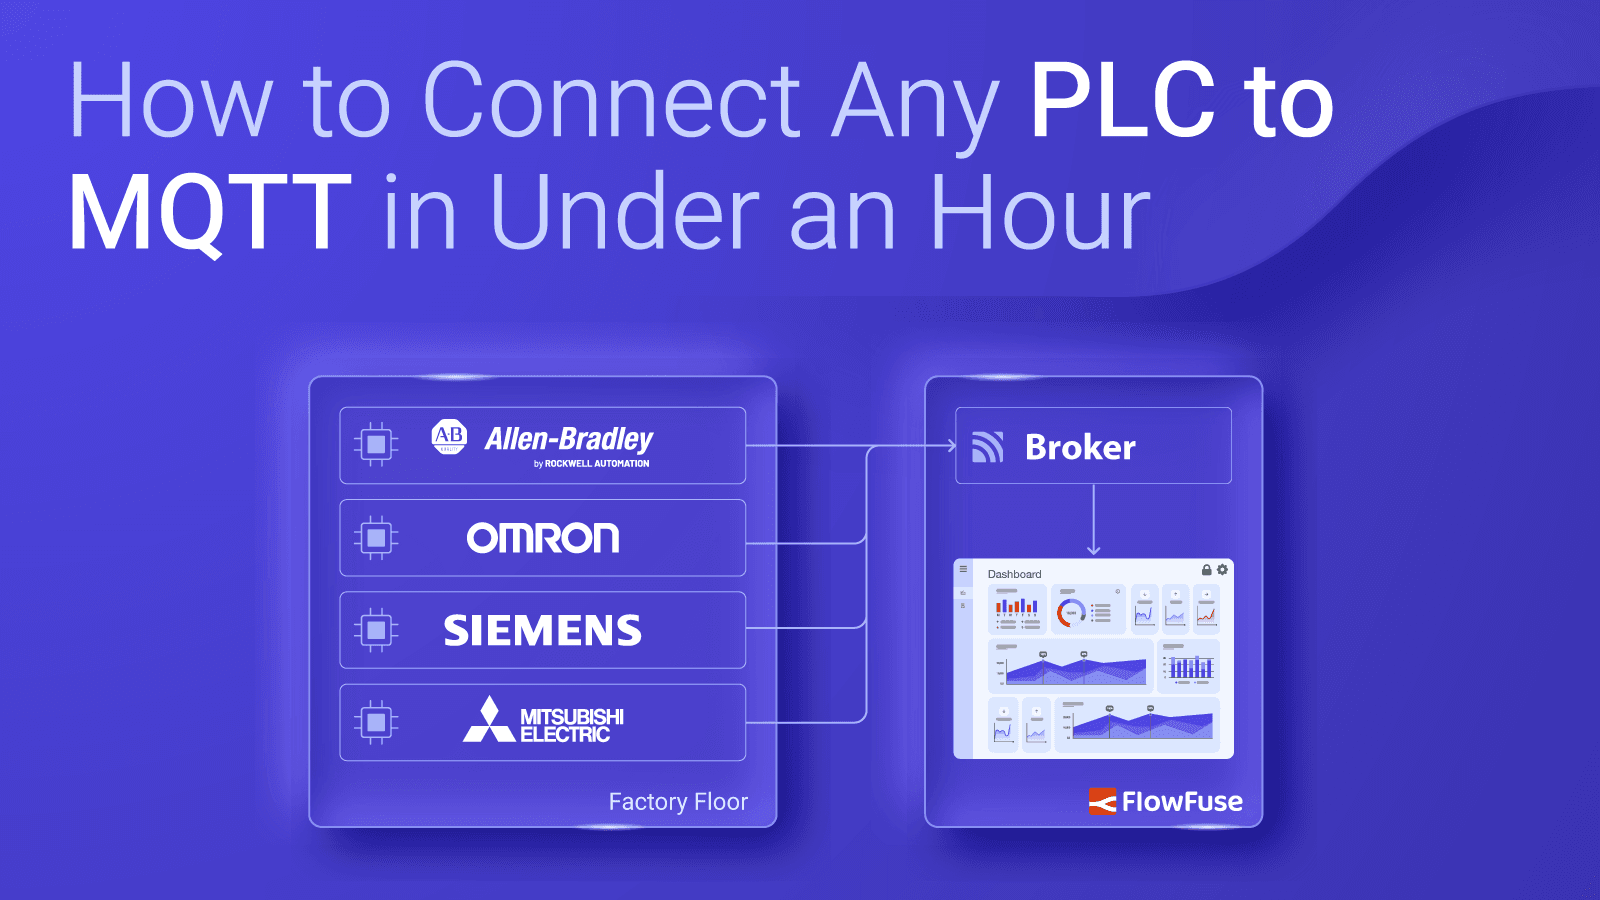 How to Connect Any PLC to
MQTT in Under an Hour
A·B
QUALITY
Allen-Bradley
by ROCKWELL AUTOMATION
OMRON
SIEMENS
MITSUBISHI
ELECTRIC
Factory Floor
Broker
Dashboard
FlowFuse